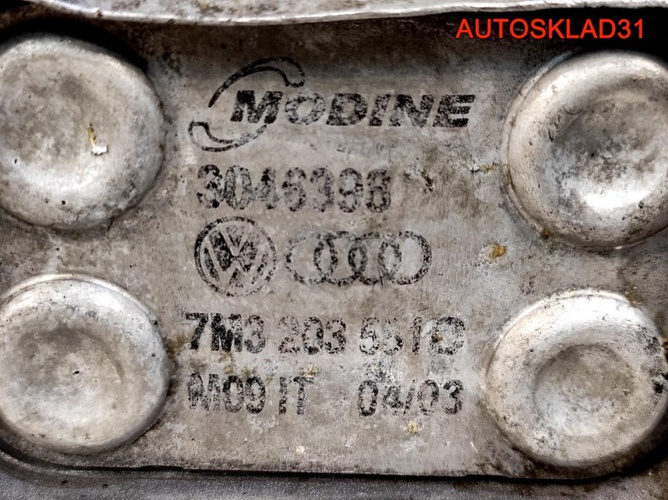 AUTOSKLAD31
MODINE
3046398
7M3 203 551 C
M09 IT 04/03